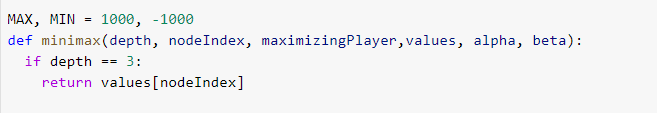 MAX, MIN = 1000, -1000
def minimax(depth, nodeIndex, maximizingPlayer,values, alpha, beta):
  if depth == 3:
    return values[nodeIndex]